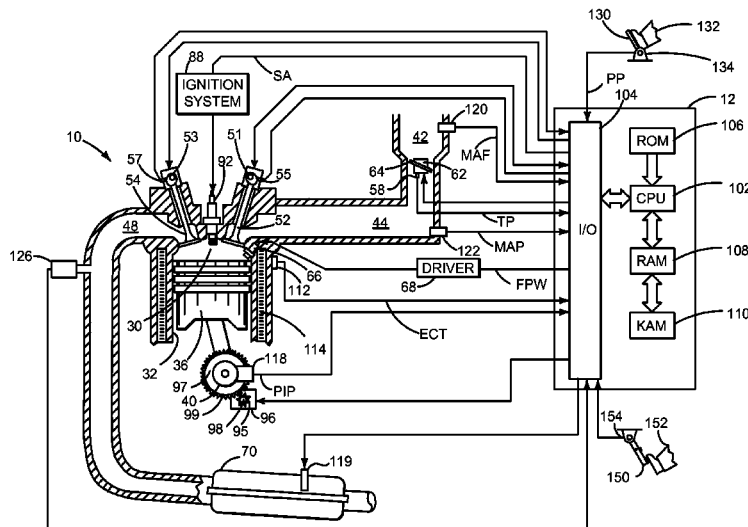 130
132
134
PP
88
SA
IGNITION
SYSTEM
104
12
120
42
MAF
106
ROM
10
53
51
92
57
55
54
64
62
58
102
CPU
52
TP
48
44
I/O
126
122
MAP
108
RAM
66
DRIVER
FPW
112
68
30
110
KAM
ECT
36
114
32
118
97
PIP
40
99
98
95
96
154
152
150
70
119